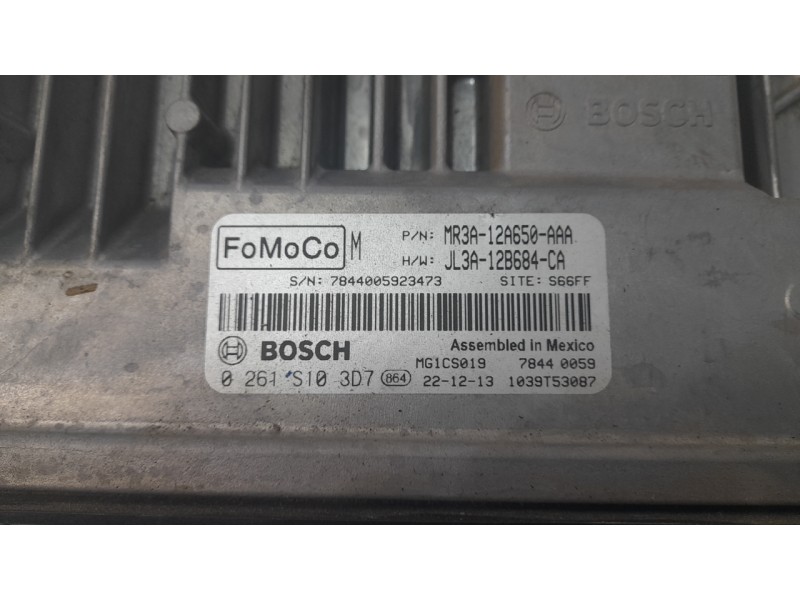 BOSCH
FoMoCo M P/N: MR3A-12A650-AAA
H/W: JL3A-12B684-CA
S/N: 7844005923473 SITE: S66FF
BOSCH Assembled in Mexico
MG1CS019 7844 0059
0 261 S10 3D7 864 22-12-13 1039T53087